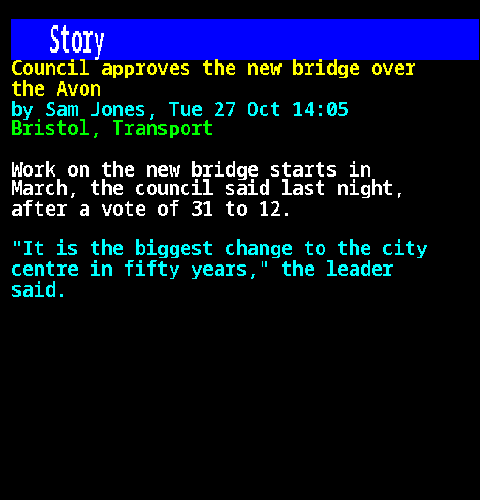 Story
Council approves the new bridge over
the Avon
by Sam Jones, Tue 27 Oct 14:05
Bristol, Transport
Work on the new bridge starts in
March, the council said last night,
after a vote of 31 to 12.
"It is the biggest change to the city
centre in fifty years," the leader
said.